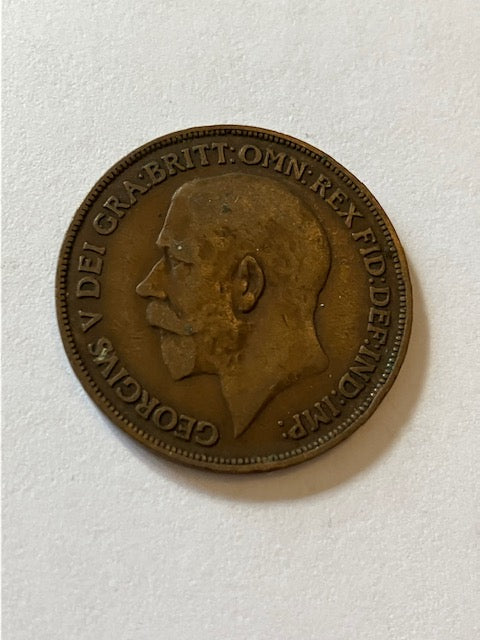 GEORGIVS V DEI GRA: BRITT: OMN: REX FID: DEF: IND: IMP: